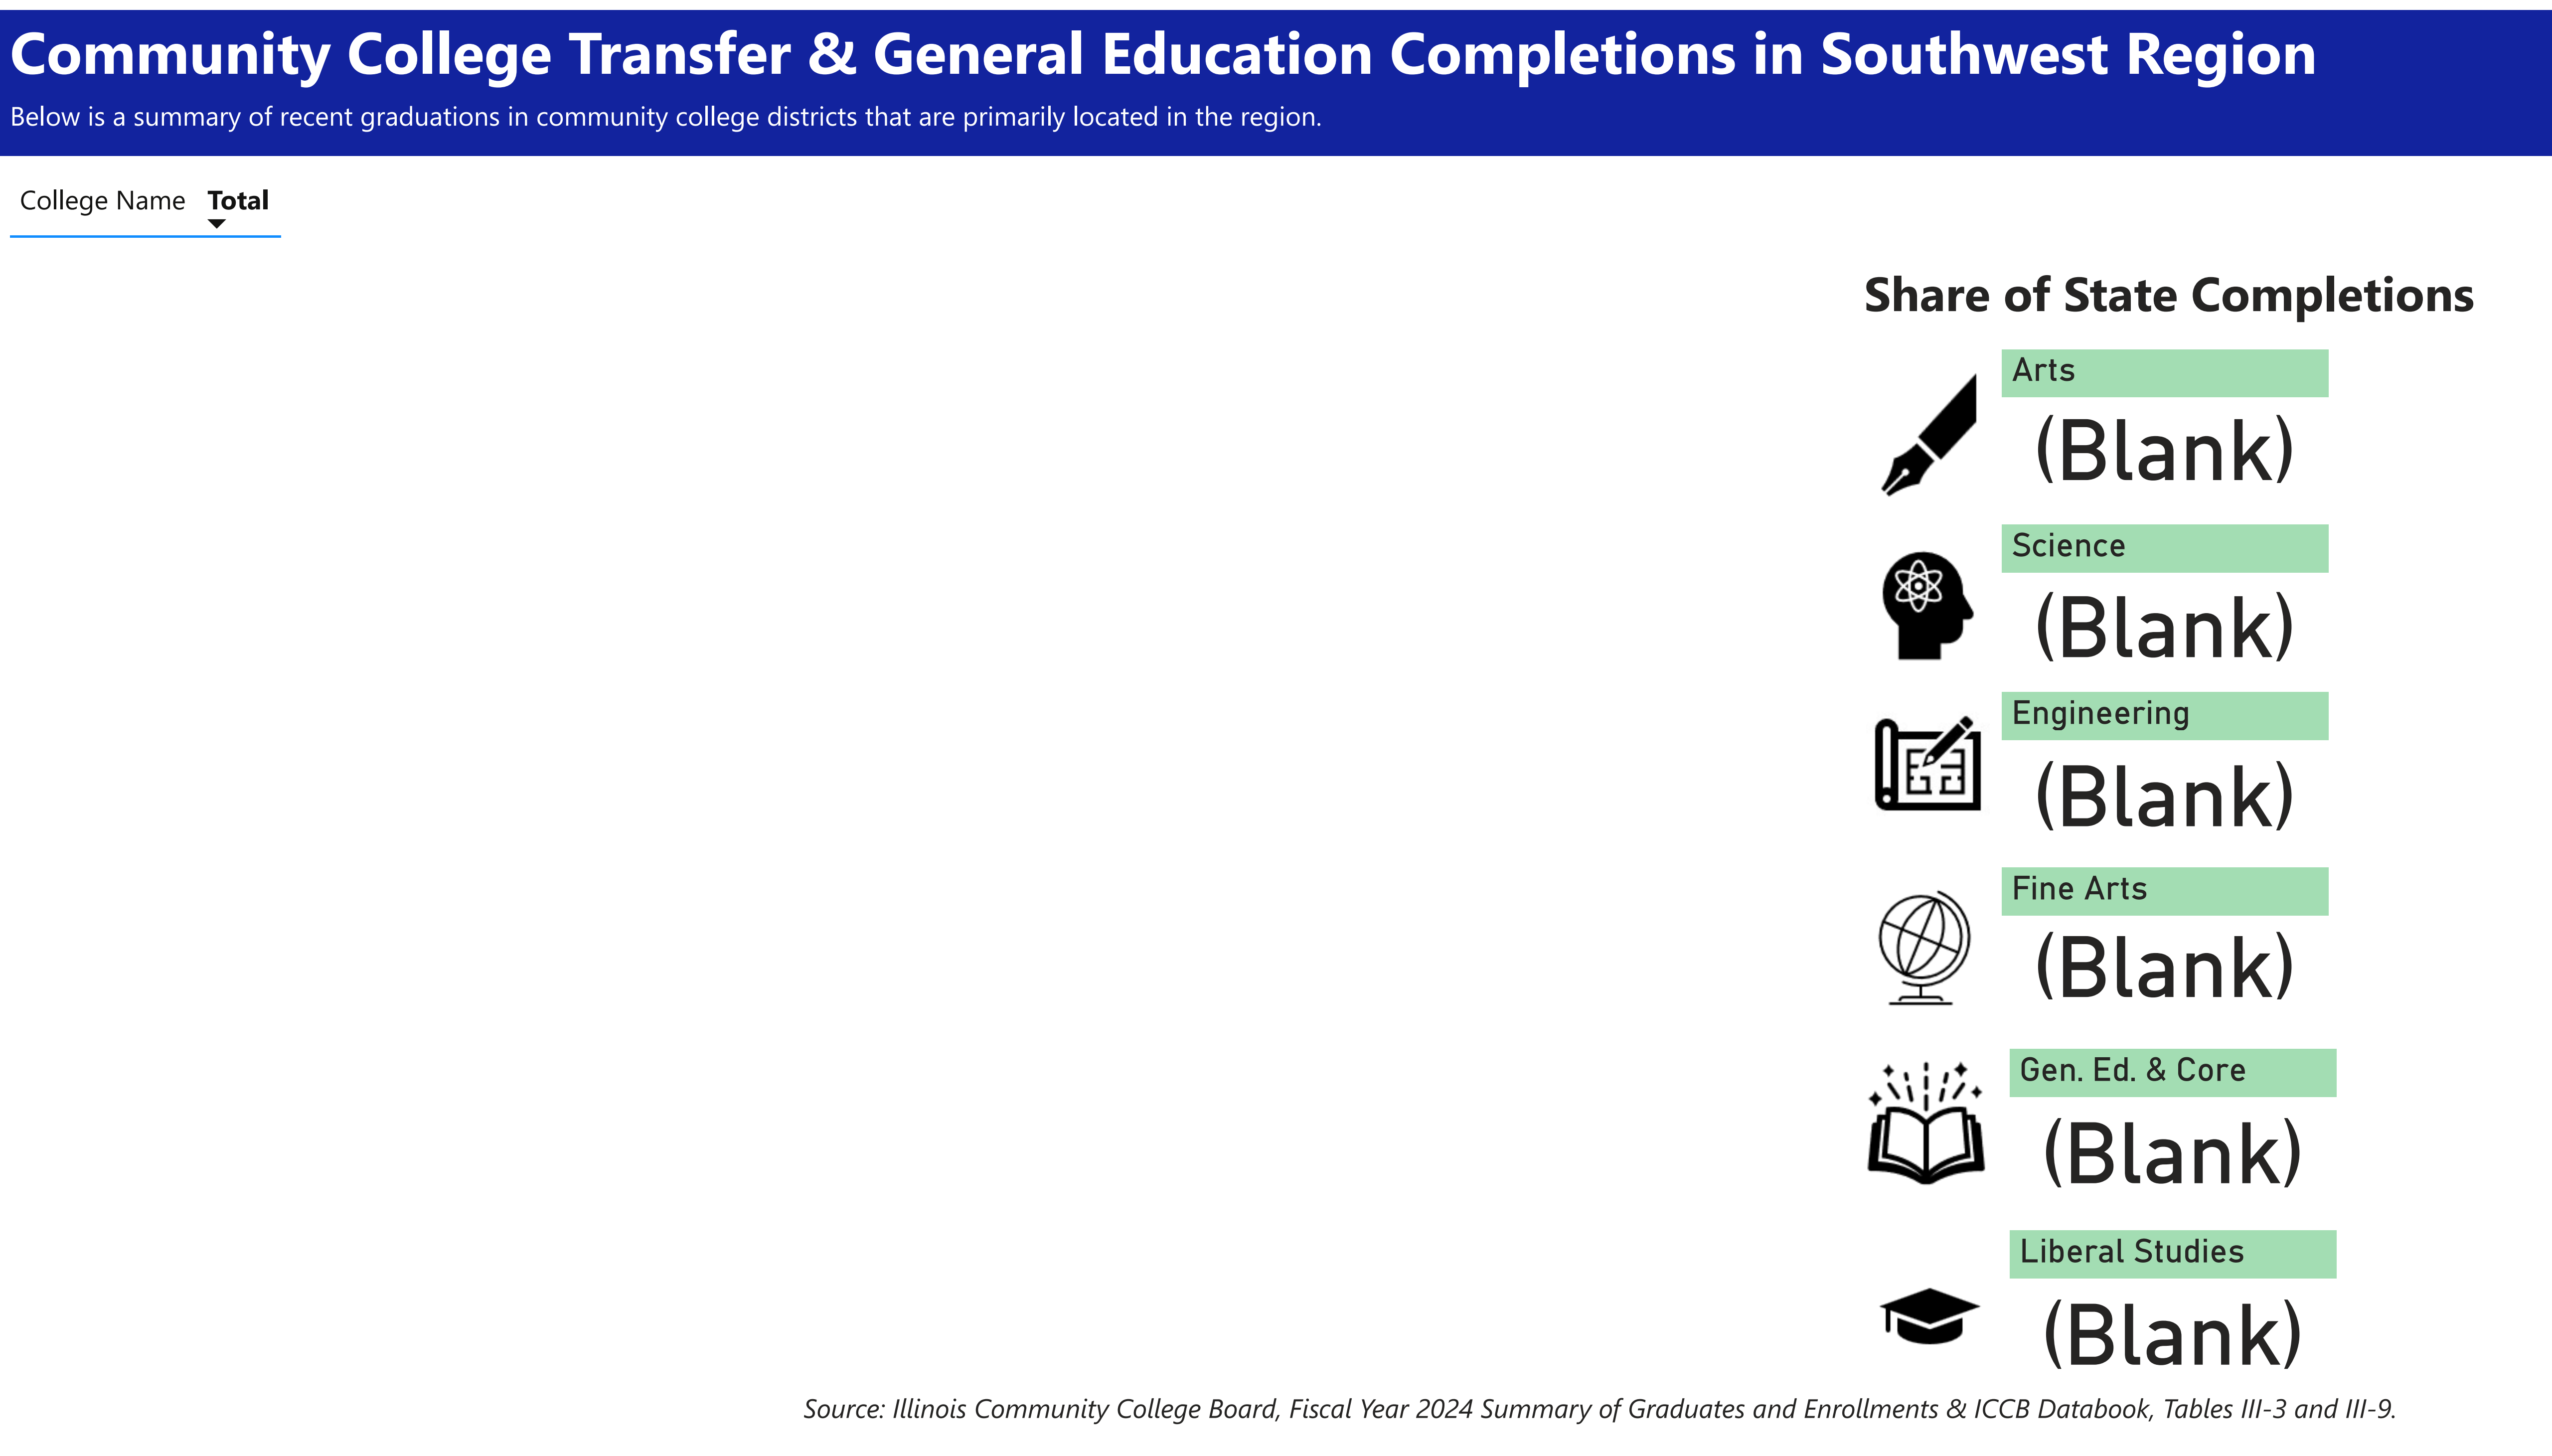 Community College Transfer & General Education Completions in Southwest Region
Below is a summary of recent graduations in community college districts that are primarily located in the region.
College Name Total
Share of State Completions
Arts
(Blank)
Science
(Blank)
Engineering
(Blank)
Fine Arts
(Blank)
Gen. Ed. & Core
(Blank)
Liberal Studies
(Blank)
Source: Illinois Community College Board, Fiscal Year 2024 Summary of Graduates and Enrollments & ICCB Databook, Tables III-3 and III-9.